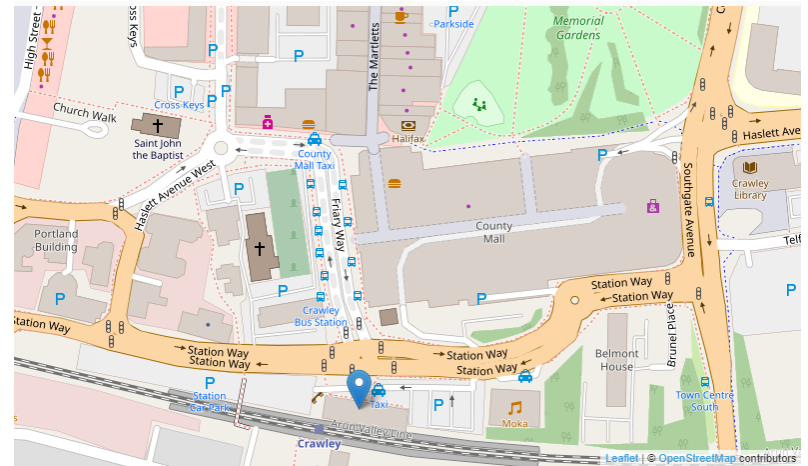 High Street
Cross Keys
P
P
P
Parkside
The Martletts
Memorial
Gardens
P
P
P
Cross Keys
Church Walk
Saint John
the Baptist
Halifax
County
Mall Taxi
P
Haslett Ave
Southgate Avenue
Crawley
Library
Haslett Avenue West
P
Friary Way
County
Mall
Portland
Building
Telf
P
P
P
P
Station Way
Station Way
Crawley
Bus Station
Station Way
Station Way
Station Way
Station Way
Station Way
Brunel Place
Belmont
House
P
Station
Car Park
Taxi
P
Moka
Town Centre
South
Arun Valley Line
Crawley
Leaflet | © OpenStreetMap contributors